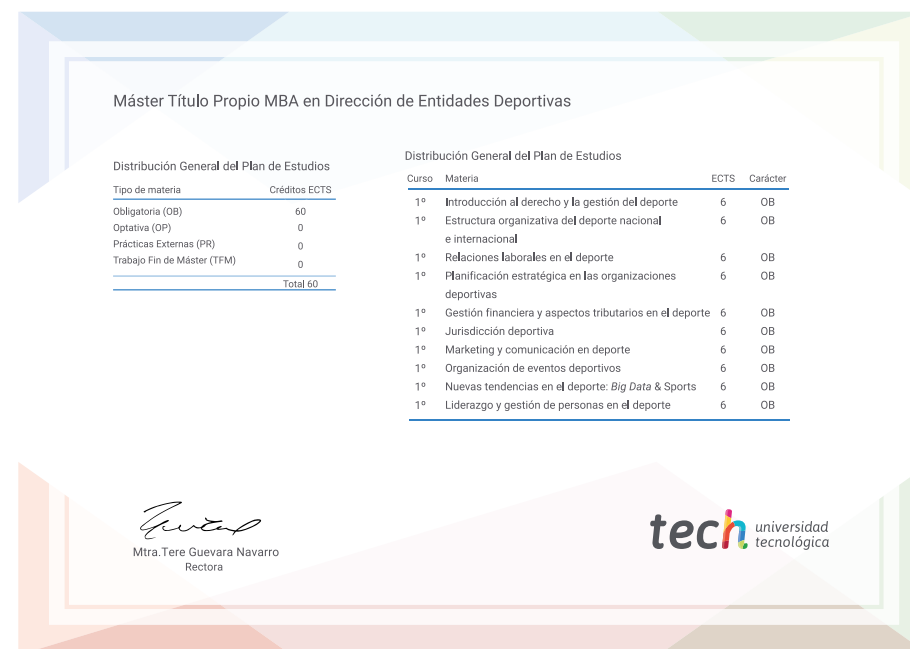 Máster Título Propio MBA en Dirección de Entidades Deportivas
Distribución General del Plan de Estudios
Tipo de materia Créditos ECTS
Obligatoria (OB) 60
Optativa (OP) 0
Prácticas Externas (PR) 0
Trabajo Fin de Máster (TFM) 0
Total 60
Distribución General del Plan de Estudios
Curso Materia ECTS Carácter
1º Introducción al derecho y la gestión del deporte 6 OB
1º Estructura organizativa del deporte nacional 6 OB
e internacional
1º Relaciones laborales en el deporte 6 OB
1º Planificación estratégica en las organizaciones 6 OB
deportivas
1º Gestión financiera y aspectos tributarios en el deporte 6 OB
1º Jurisdicción deportiva 6 OB
1º Marketing y comunicación en deporte 6 OB
1º Organización de eventos deportivos 6 OB
1º Nuevas tendencias en el deporte: Big Data & Sports 6 OB
1º Liderazgo y gestión de personas en el deporte 6 OB
Mtra.Tere Guevara Navarro
Rectora
tech universidad
tecnológica